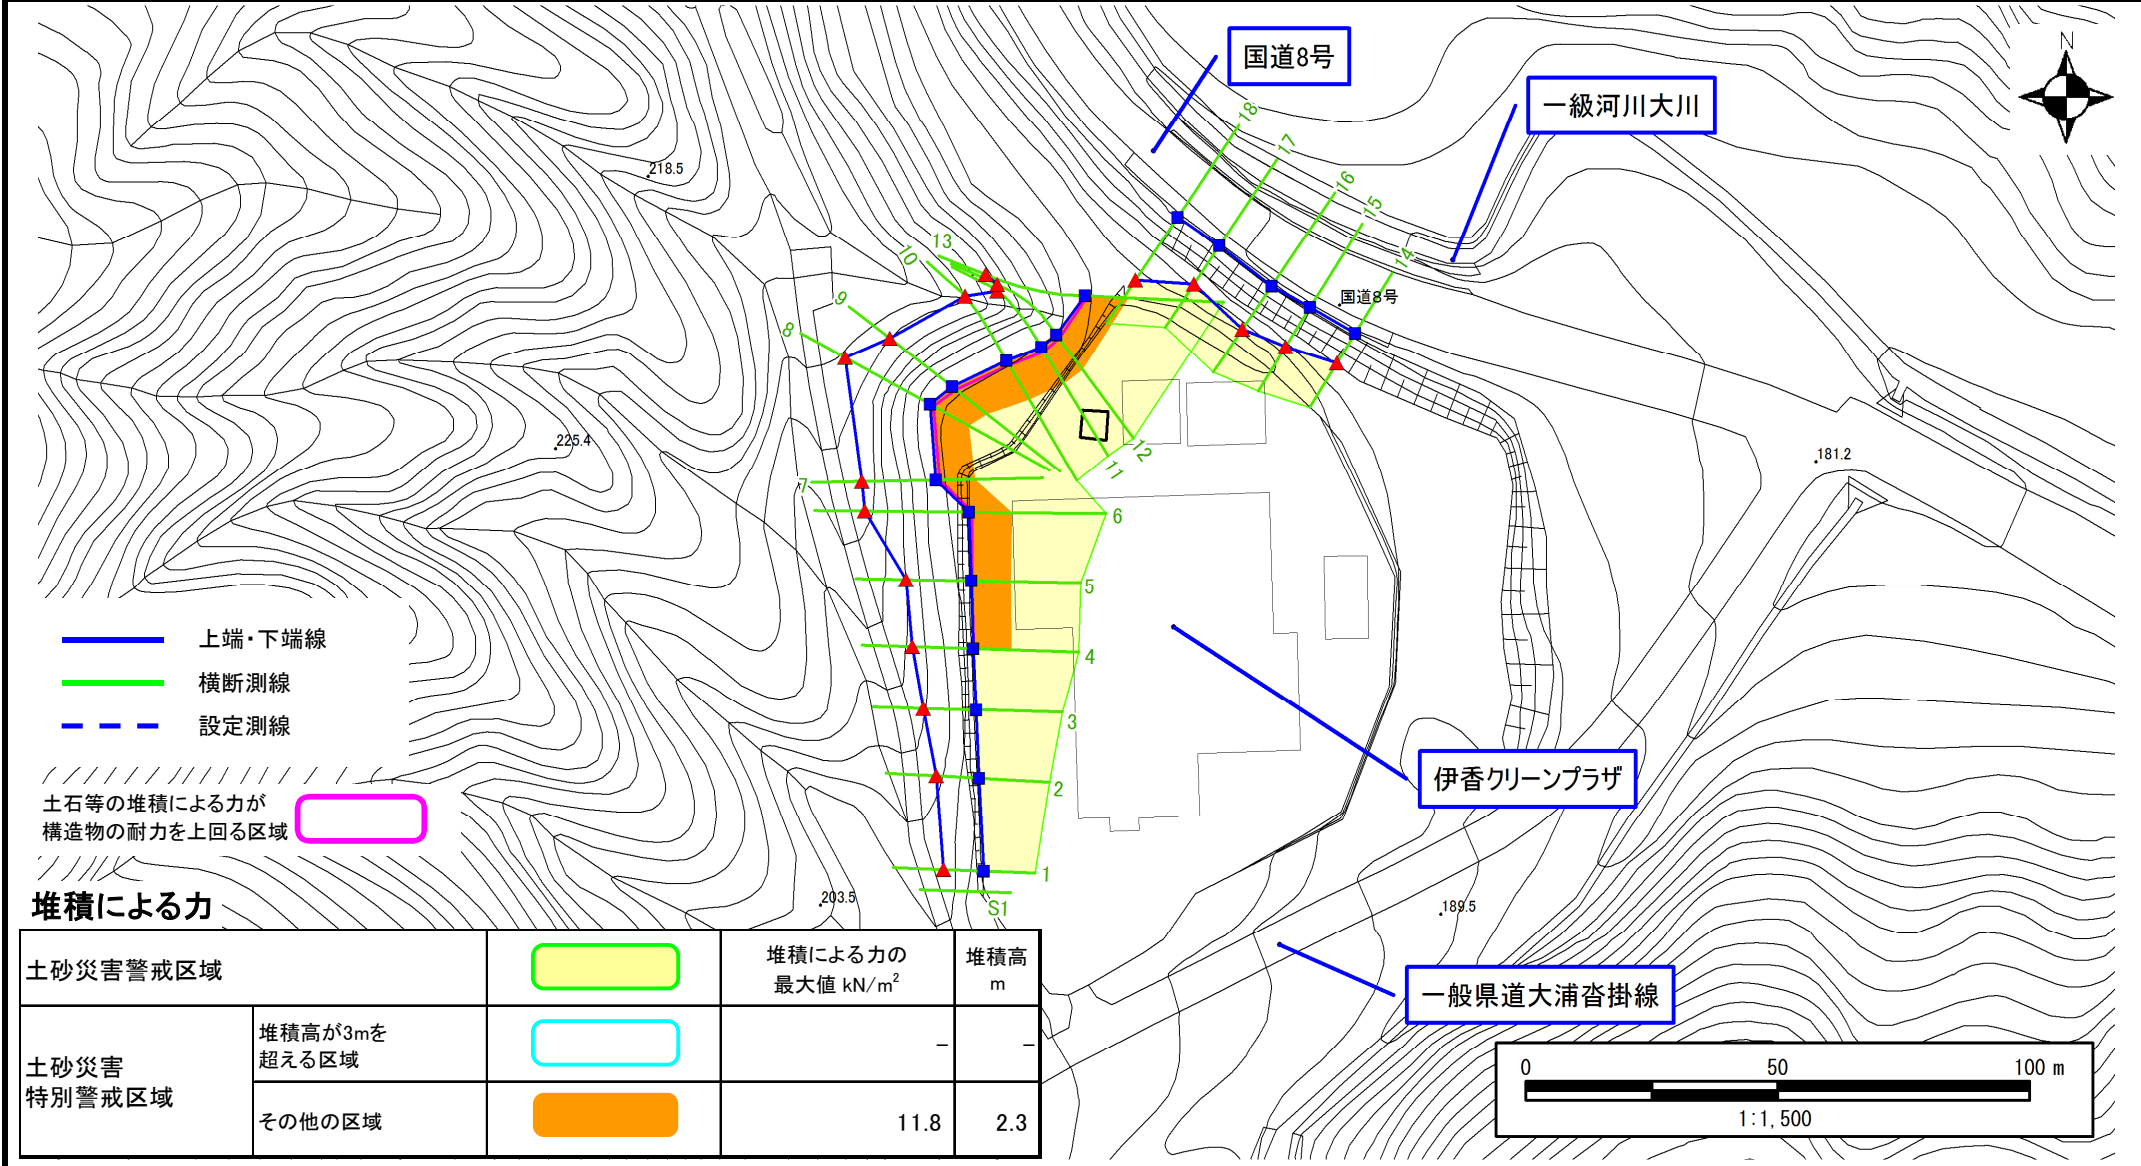 国道8号
一級河川大川
N
18
17
16
15
14
国道8号
218.5
13
10
9
8
225.4
7
12
11
6
5
4
3
2
1
S1
181.2
203.5
189.5
伊香クリーンプラザ
一般県道大浦沓掛線
上端・下端線
横断測線
設定測線
土石等の堆積による力が
構造物の耐力を上回る区域
堆積による力
土砂災害警戒区域
堆積による力の
最大値 kN/m²
堆積高
m
土砂災害
特別警戒区域
堆積高が3mを
超える区域
－ －
その他の区域
11.8 2.3
0 50 100 m
1:1,500